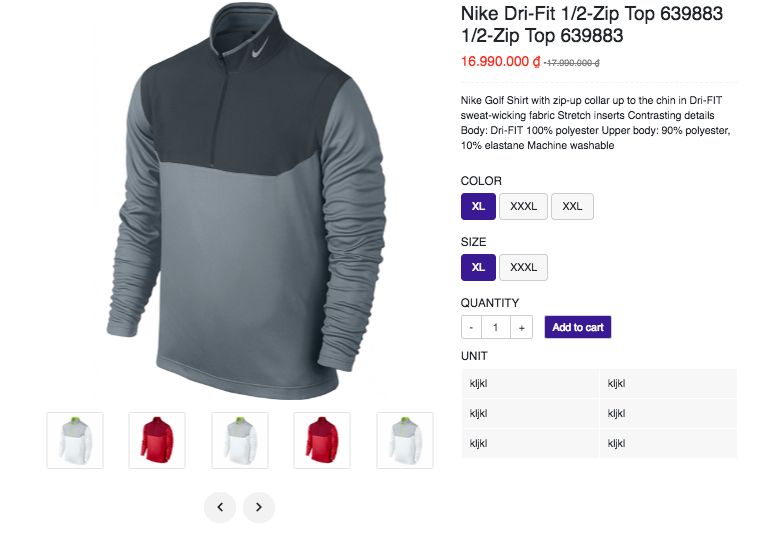 Nike Dri-Fit 1/2-Zip Top 639883
1/2-Zip Top 639883
16.990.000 ₫ -17.990.000 ₫
Nike Golf Shirt with zip-up collar up to the chin in Dri-FIT
sweat-wicking fabric Stretch inserts Contrasting details
Body: Dri-FIT 100% polyester Upper body: 90% polyester,
10% elastane Machine washable
COLOR
XL XXXL XXL
SIZE
XL XXXL
QUANTITY
- 1 + Add to cart
UNIT
kljkl kljkl
kljkl kljkl
kljkl kljkl